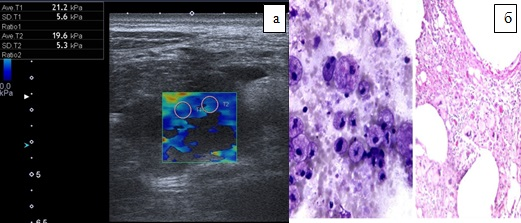 Ave.T1 21.2 kPa
SD.T1 5.6 kPa
Ratio1
Ave.T2 19.6 kPa
SD.T2 5.3 kPa
Ratio2
kPa
T2
5
а
б